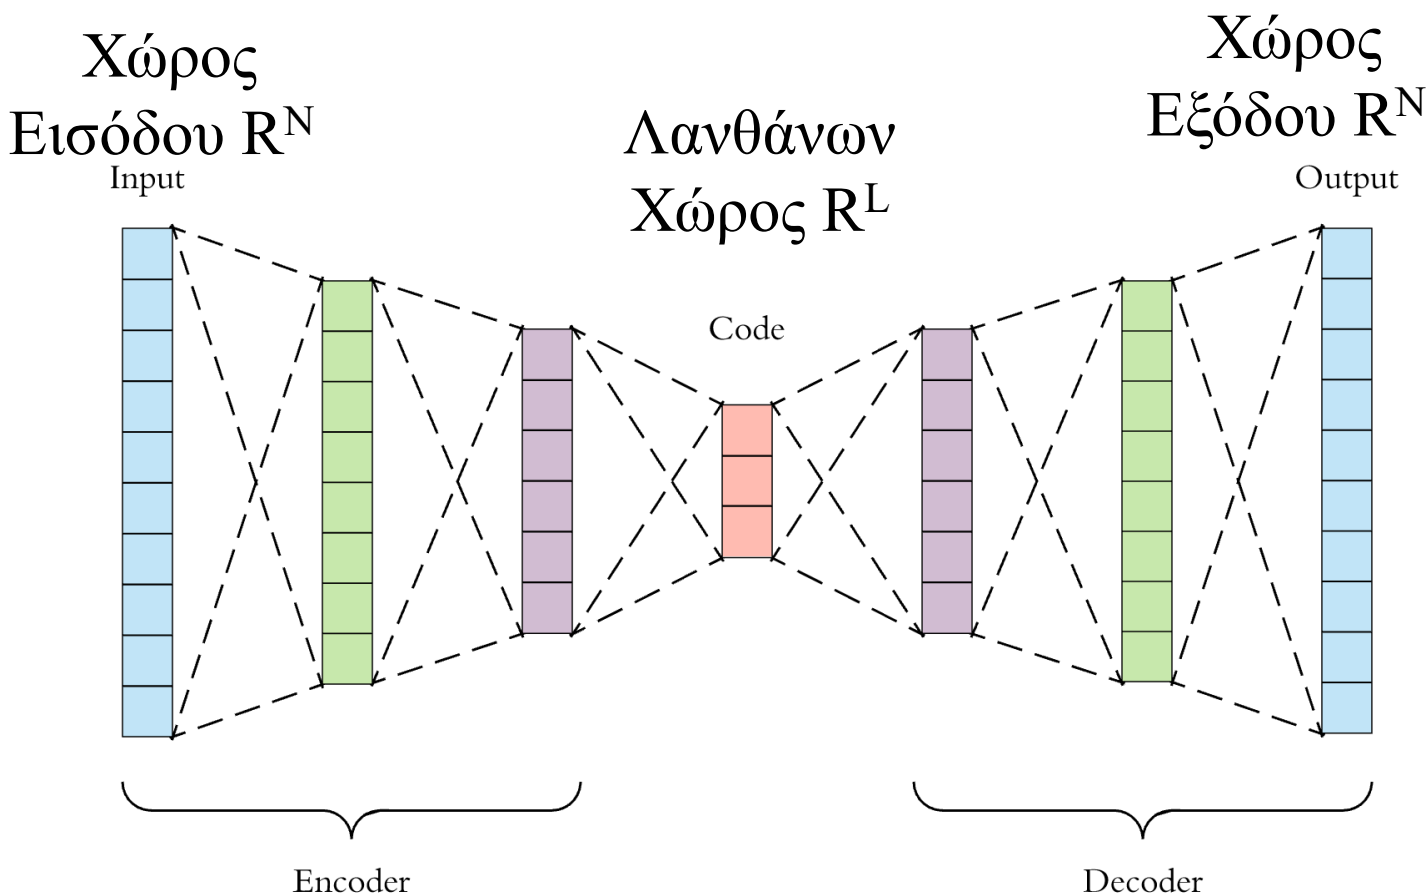 Χώρος
Εισόδου R^N
Input
Λανθάνων
Χώρος R^L
Code
Χώρος
Εξόδου R^N
Output
Encoder
Decoder